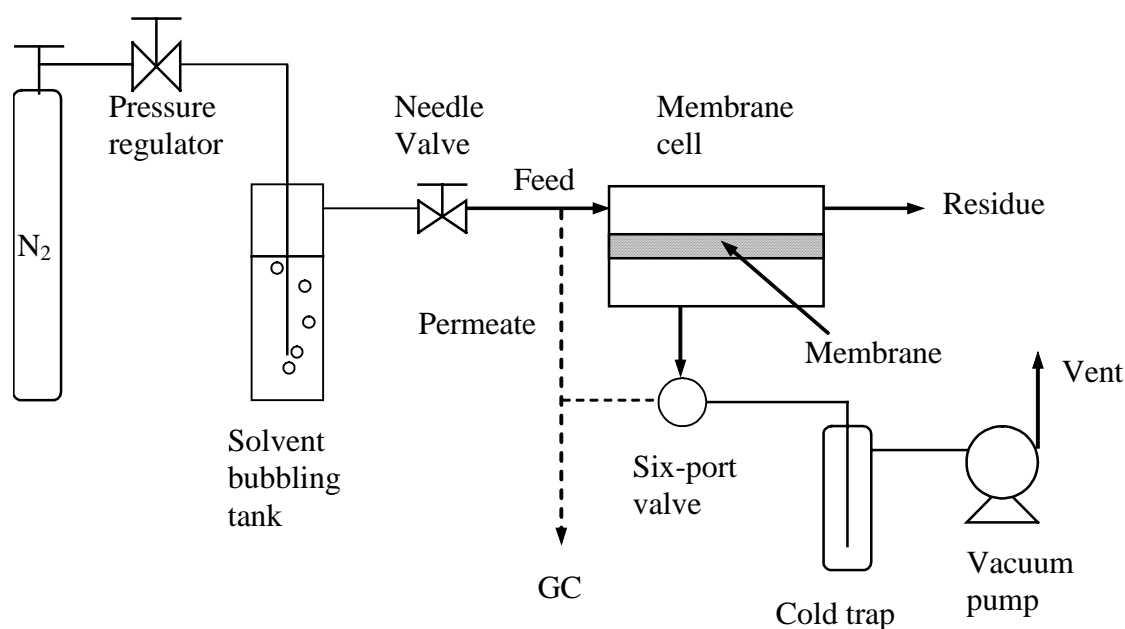 Pressure
regulator
Needle
Valve
Membrane
cell
Feed
Residue
N₂
Permeate
Membrane
Vent
Solvent
bubbling
tank
Six-port
valve
GC
Cold trap
Vacuum
pump